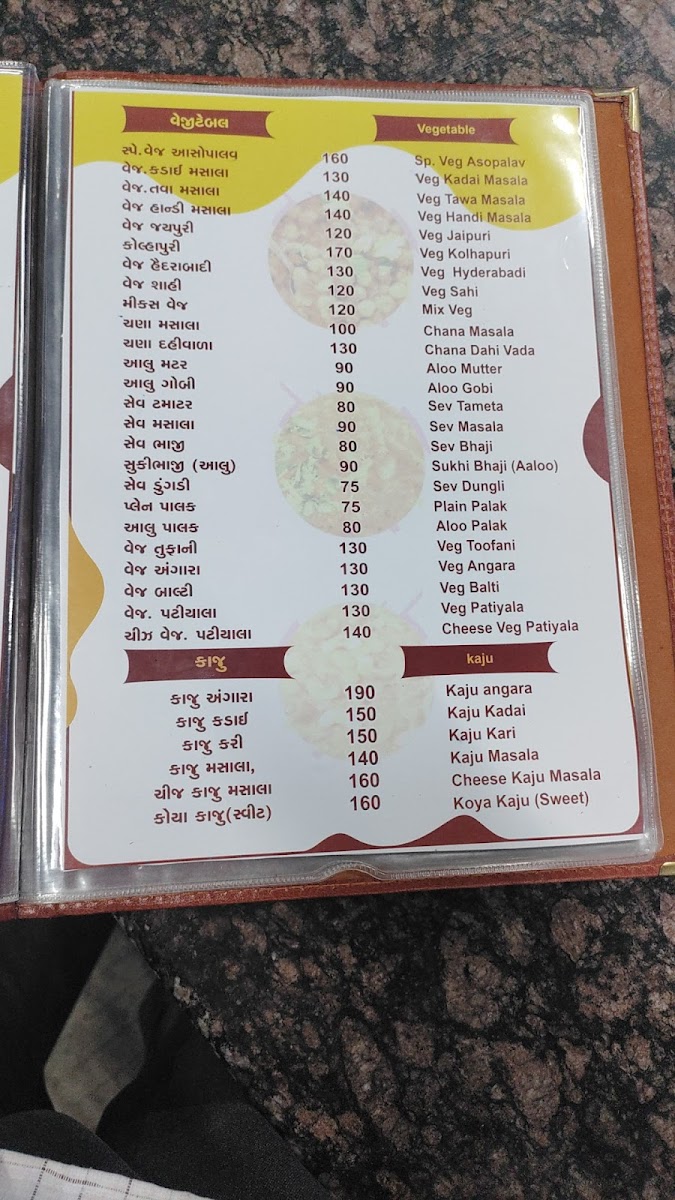 વેજીટેબલ Vegetable
સ્પે.વેજ આસોપાલવ 160 Sp. Veg Asopalav
વેજ.કડાઈ મસાલા 130 Veg Kadai Masala
વેજ.તવા મસાલા 140 Veg Tawa Masala
વેજ હાન્ડી મસાલા 140 Veg Handi Masala
વેજ જયપુરી 120 Veg Jaipuri
કોલ્હાપુરી 170 Veg Kolhapuri
વેજ હૈદરાબાદી 130 Veg Hyderabadi
વેજ શાહી 120 Veg Sahi
મીક્સ વેજ 120 Mix Veg
ચણા મસાલા 100 Chana Masala
ચણા દહીવાળા 130 Chana Dahi Vada
આલુ મટર 90 Aloo Mutter
આલુ ગોબી 90 Aloo Gobi
સેવ ટમાટર 80 Sev Tameta
સેવ મસાલા 90 Sev Masala
સેવ ભાજી 80 Sev Bhaji
સુકીભાજી (આલુ) 90 Sukhi Bhaji (Aaloo)
સેવ ડુંગડી 75 Sev Dungli
પ્લેન પાલક 75 Plain Palak
આલુ પાલક 80 Aloo Palak
વેજ તુફાની 130 Veg Toofani
વેજ અંગારા 130 Veg Angara
વેજ બાલ્ટી 130 Veg Balti
વેજ. પટીયાલા 130 Veg Patiyala
ચીઝ વેજ. પટીયાલા 140 Cheese Veg Patiyala
કાજુ kaju
કાજુ અંગારા 190 Kaju angara
કાજુ કડાઈ 150 Kaju Kadai
કાજુ કરી 150 Kaju Kari
કાજુ મસાલા, 140 Kaju Masala
ચીજ કાજુ મસાલા 160 Cheese Kaju Masala
કોયા કાજુ(સ્વીટ) 160 Koya Kaju (Sweet)